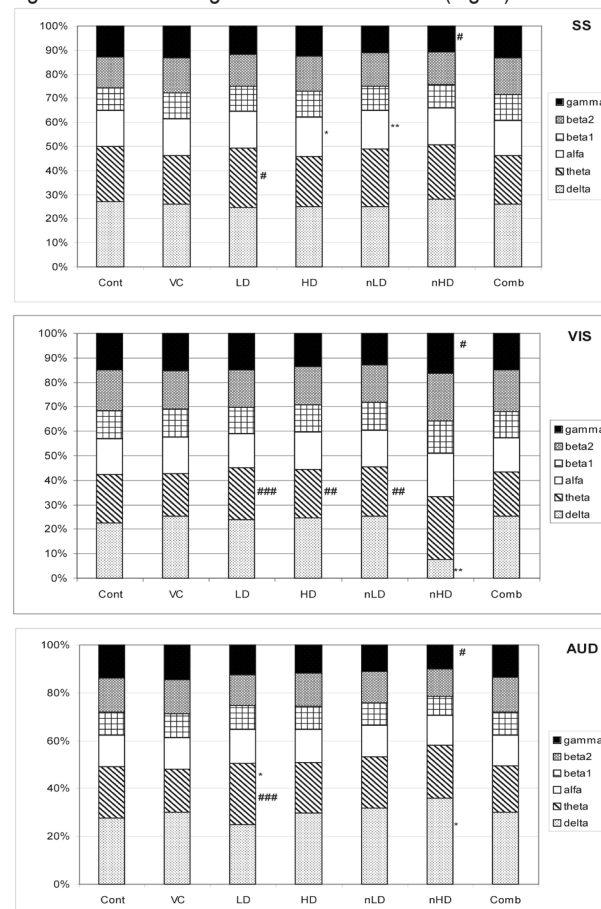 SS
100%
90%
80%
70%
60%
50%
40%
30%
20%
10%
0%
#
*
**
#
gamma
beta2
beta1
alfa
theta
delta
Cont VC LD HD nLD nHD Comb
VIS
100%
90%
80%
70%
60%
50%
40%
30%
20%
10%
0%
#
### ## ##
**
gamma
beta2
beta1
alfa
theta
delta
Cont VC LD HD nLD nHD Comb
AUD
100%
80%
60%
40%
20%
0%
#
*
###
*
gamma
beta2
beta1
alfa
theta
delta
Cont VC LD HD nLD nHD Comb